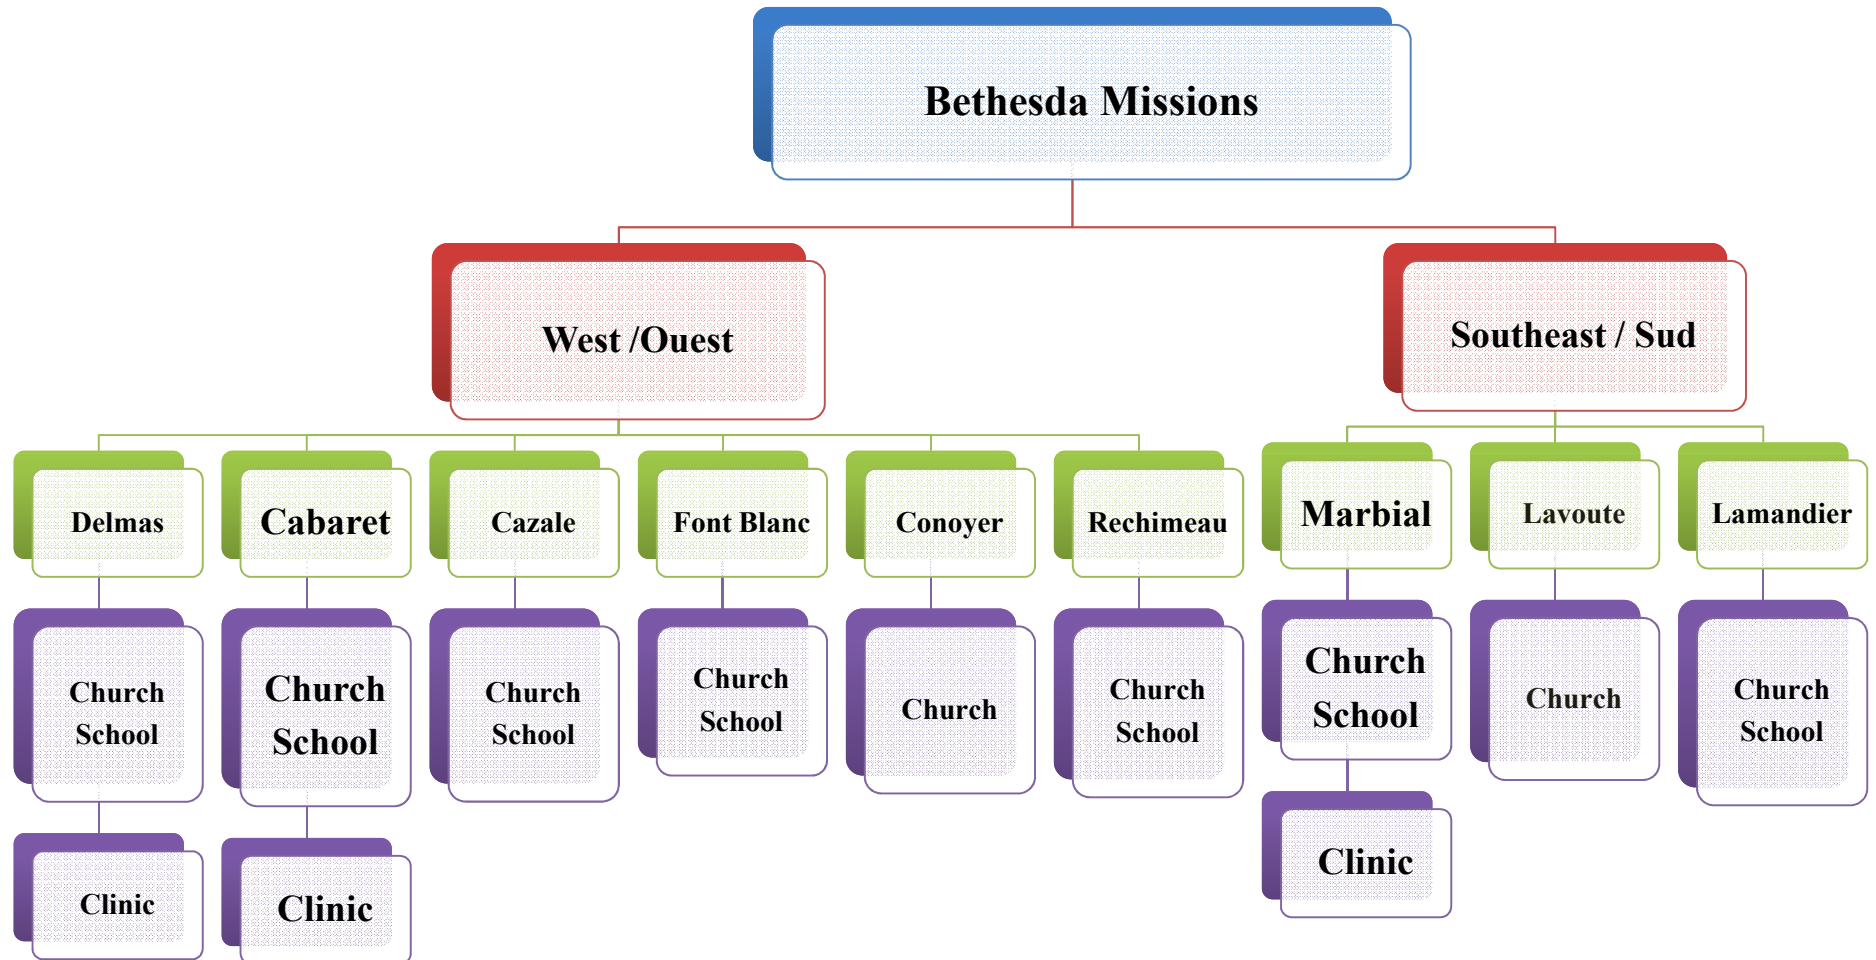 Bethesda Missions
West /Ouest
Southeast / Sud
Delmas
Cabaret
Cazale
Font Blanc
Conoyer
Rechimeau
Marbial
Lavoute
Lamandier
Church
School
Church
School
Church
School
Church
School
Church
Church
School
Church
School
Church
Church
School
Clinic
Clinic
Clinic